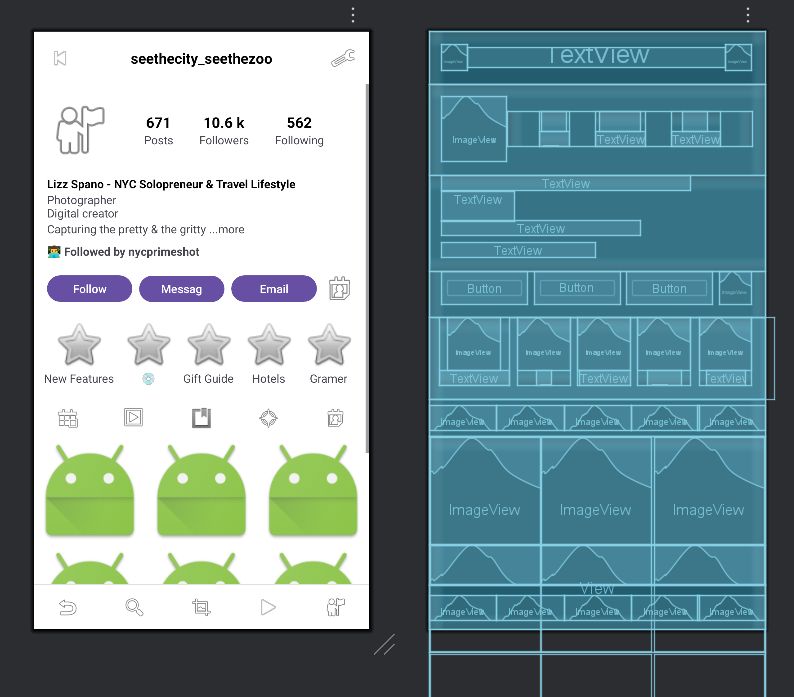 seethecity_seethezoo
671 10.6 k 562
Posts Followers Following
Lizz Spano - NYC Solopreneur & Travel Lifestyle
Photographer
Digital creator
Capturing the pretty & the gritty ...more
Followed by nycprimeshot
Follow Messag Email
New Features Gift Guide Hotels Gramer
TextView
ImageView ImageView
ImageView TextView TextView
TextView
TextView
TextView
TextView
Button Button Button ImageView
ImageView ImageView ImageView ImageView ImageView
TextView TextView TextView
ImageView ImageView ImageView ImageView ImageView
ImageView ImageView ImageView
View
ImageView ImageView ImageView ImageView ImageView